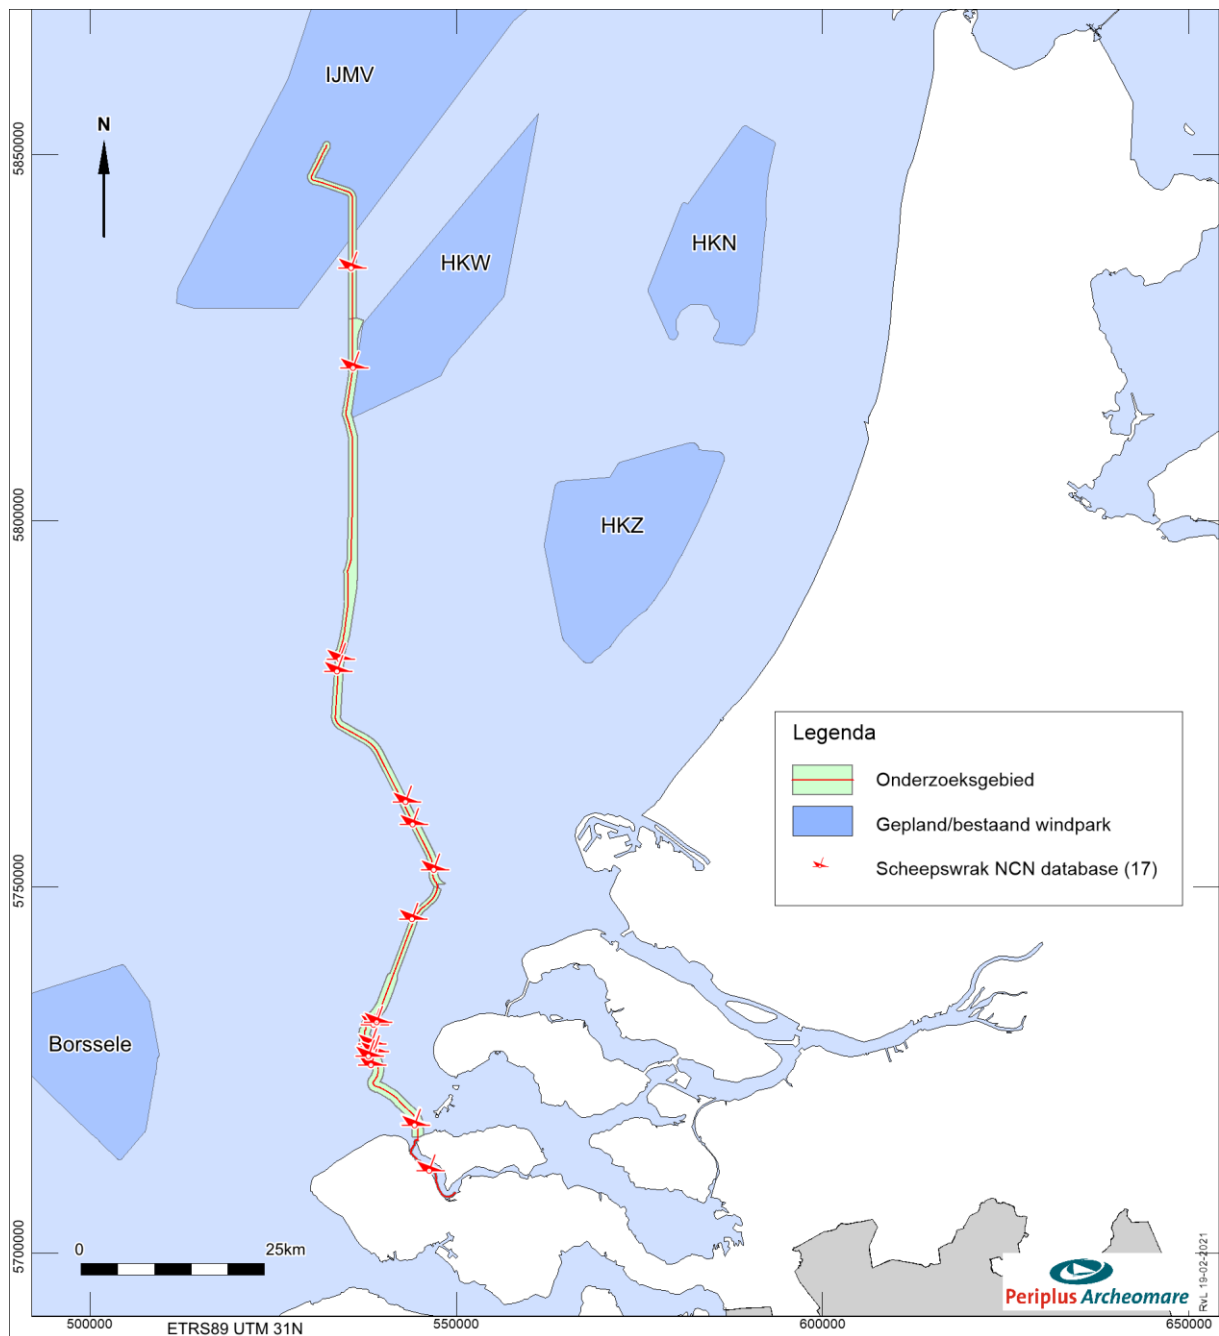 IJMV
N
5850000
HKN
HKW
5800000
HKZ
Legenda
Onderzoeksgebied
Gepland/bestaand windpark
Scheepswrak NCN database (17)
5750000
Borssele
5700000
0 25km
Periplus Archeomare
RvL 19-02-2021
500000 550000 600000 650000
ETRS89 UTM 31N